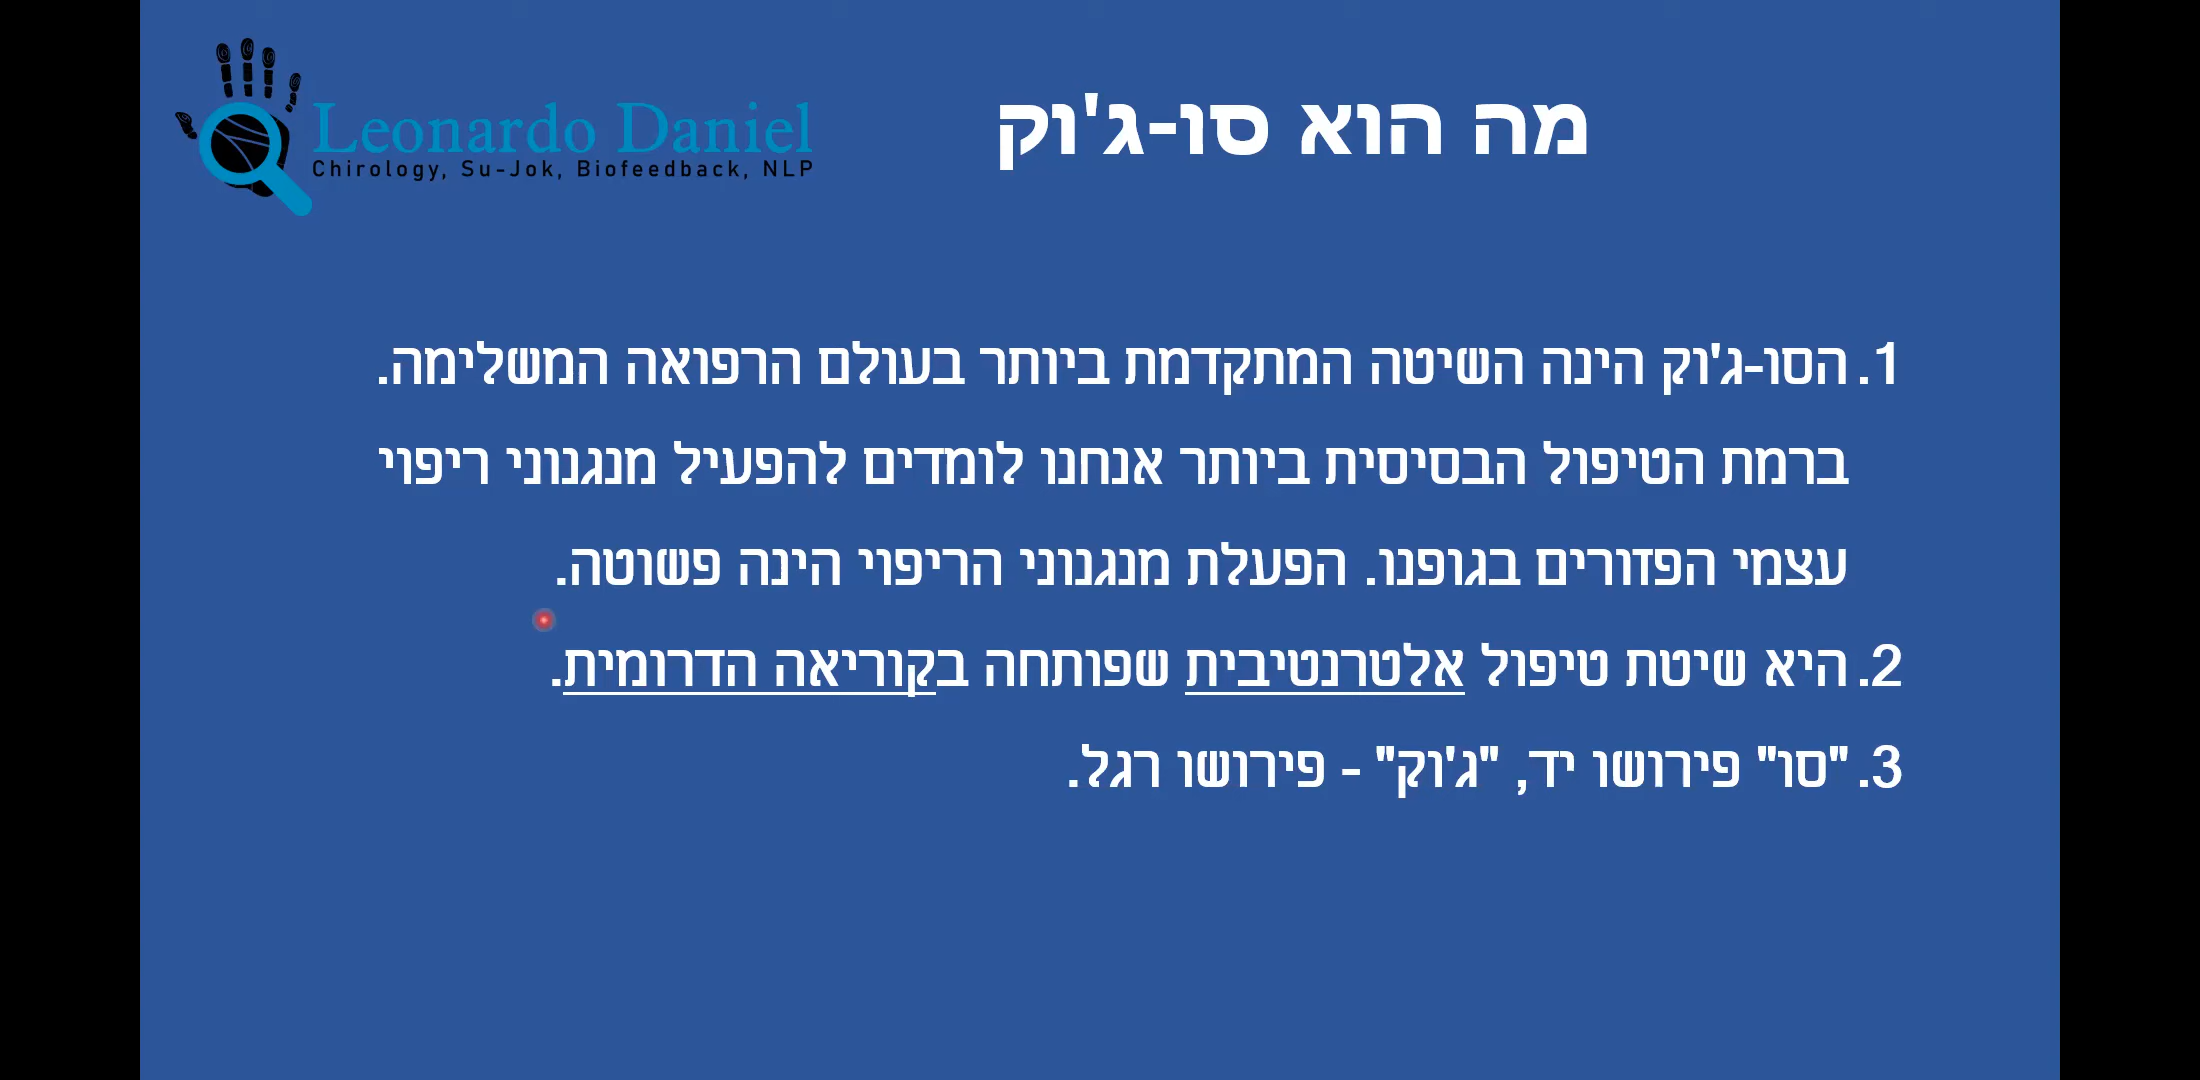 Leonardo Daniel
Chirology, Su-Jok, Biofeedback, NLP
מה הוא סו-ג'וק
1. הסו-ג'וק הינה השיטה המתקדמת ביותר בעולם הרפואה המשלימה.
ברמת הטיפול הבסיסית ביותר אנחנו לומדים להפעיל מנגנוני ריפוי
עצמי הפזורים בגופנו. הפעלת מנגנוני הריפוי הינה פשוטה.
2. היא שיטת טיפול אלטרנטיבית שפותחה בקוריאה הדרומית.
3. "סו" פירושו יד, "ג'וק" - פירושו רגל.